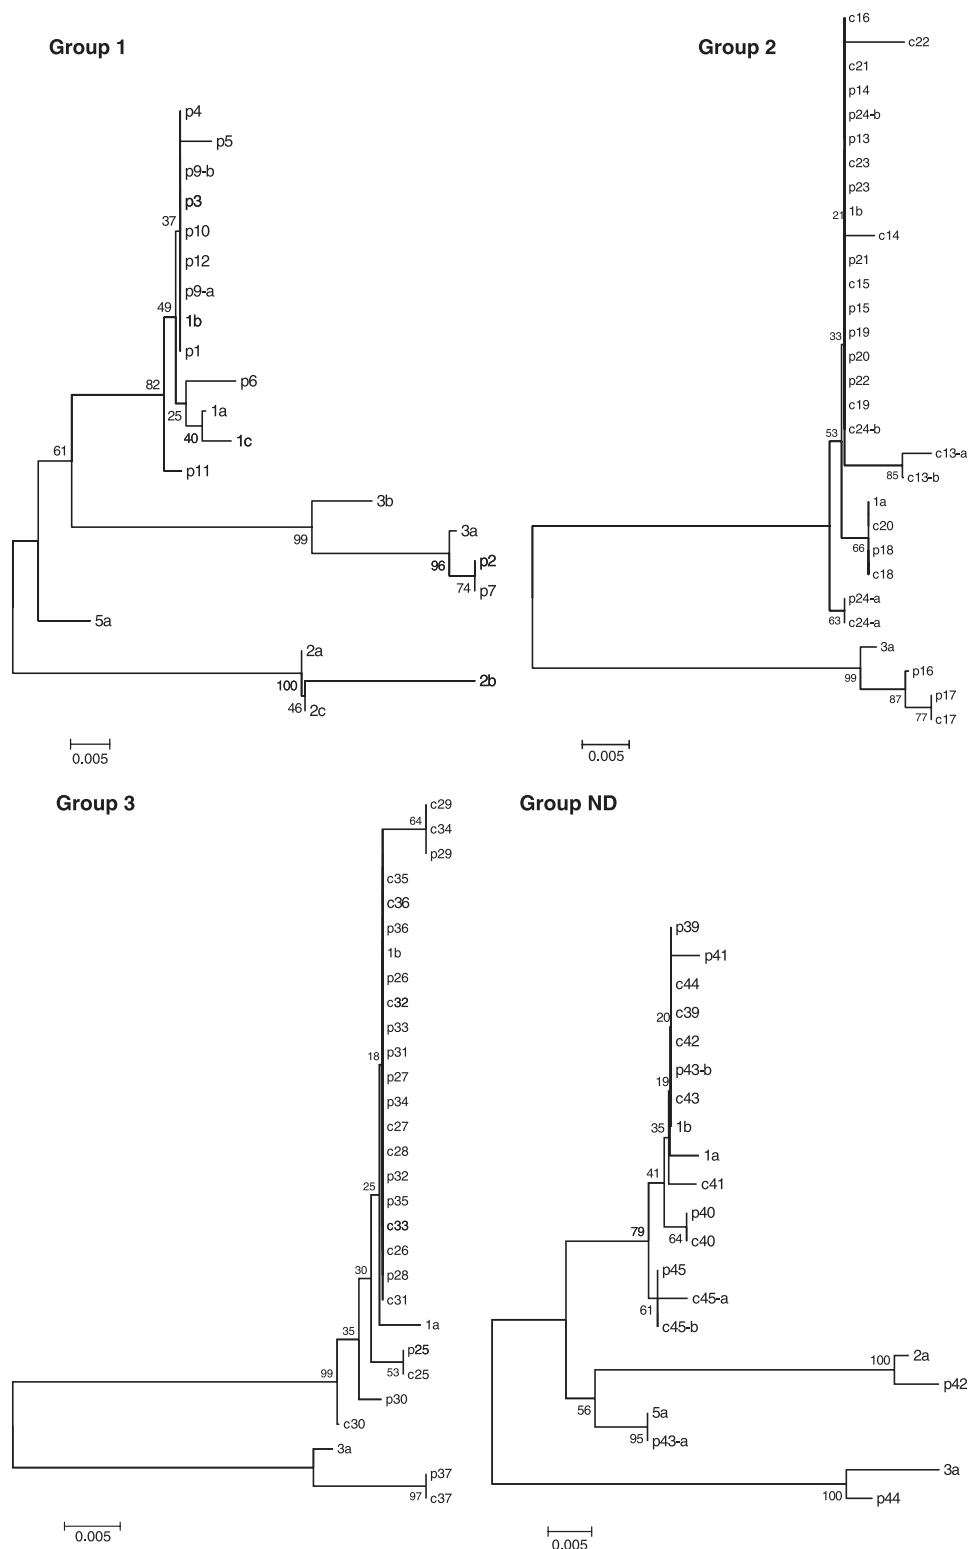 Group 1
p4
p5
p9-b
p3
37
p10
p12
p9-a
49
1b
p1
82
p6
25
1a
40
1c
61
p11
3b
99
3a
96
p2
74
p7
5a
2a
100
2b
46
2c
0.005
Group 2
c16
c22
c21
p14
p24-b
p13
c23
p23
21
1b
c14
p21
c15
p15
33
p19
p20
p22
c19
53
c24-b
c13-a
85
c13-b
1a
c20
66
p18
c18
p24-a
63
c24-a
3a
99
p16
87
p17
77
c17
0.005
Group 3
c29
64
c34
p29
c35
c36
p36
1b
p26
c32
p33
18
p31
p27
p34
c27
c28
p32
25
p35
c33
c26
30
p28
c31
1a
35
p25
53
c25
99
p30
c30
3a
p37
97
c37
0.005
Group ND
p39
p41
c44
20
c39
c42
p43-b
19
c43
35
1b
1a
41
c41
p40
79
64
c40
p45
61
c45-a
c45-b
100
2a
p42
56
5a
95
p43-a
3a
100
p44
0.005